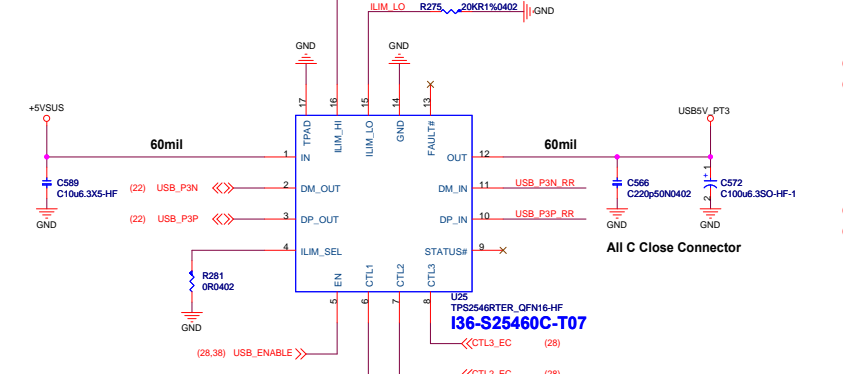 ILIM_LO R275 20KR1%0402 GND
GND GND
+5VSUS USB5V_PT3
17 16 15 14 13
TPAD ILIM_HI ILIM_LO GND FAULT#
60mil 60mil
1 IN OUT 12
C589
C10u6.3X5-HF
GND
(22) USB_P3N 2 DM_OUT DM_IN 11 USB_P3N_RR
C566
C220p50N0402
GND
+ 1
C572
C100u6.3SO-HF-1
2
GND
(22) USB_P3P 3 DP_OUT DP_IN 10 USB_P3P_RR
4 ILIM_SEL STATUS# 9
All C Close Connector
R281
0R0402
GND
EN CTL1 CTL2 CTL3
5 6 7 8
U25
TPS2546RTER_QFN16-HF
I36-S25460C-T07
(28,38) USB_ENABLE
CTL3_EC (28)
CTL2_EC (28)